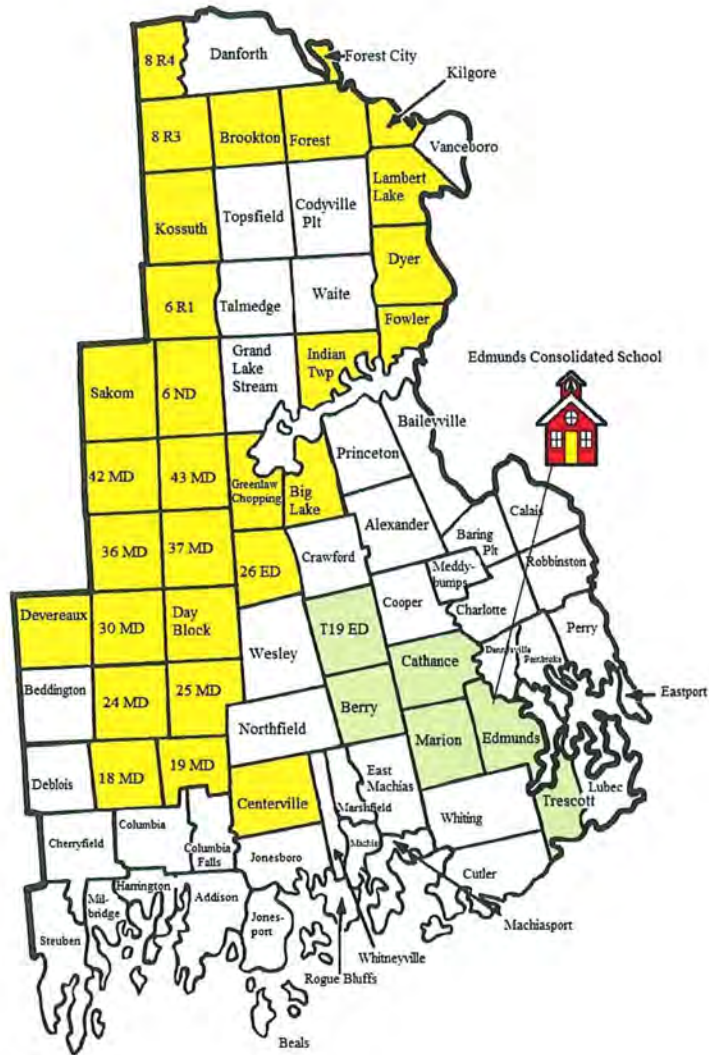 8 R4
Danforth
Forest City
Kilgore
8 R3
Brookton
Forest
Vanceboro
Lambert
Lake
Kossuth
Topsfield
Codyville
Plt
Dyer
6 R1
Talmedge
Waite
Fowler
Edmunds Consolidated School
Sakom
6 ND
Grand
Lake
Stream
Indian
Twp
Baileyville
Princeton
42 MD
43 MD
Greenlaw
Chopping
Big
Lake
Calais
Alexander
Baring
Plt
36 MD
37 MD
26 ED
Crawford
Meddy-
bumps
Robbinston
Devereaux
30 MD
Day
Block
Cooper
Charlotte
T19 ED
Wesley
Perry
Dennysville
Pembroke
Cathance
Beddington
24 MD
25 MD
Eastport
Berry
Northfield
Marion
Edmunds
Deblois
18 MD
19 MD
East
Machias
Lubec
Trescott
Centerville
Marshfield
Whiting
Columbia
Cherryfield
Columbia
Falls
Machias
Jonesboro
Cutler
Harrington
Mil-
bridge
Addison
Jones-
port
Machiasport
Steuben
Whitneyville
Rogue Bluffs
Beals